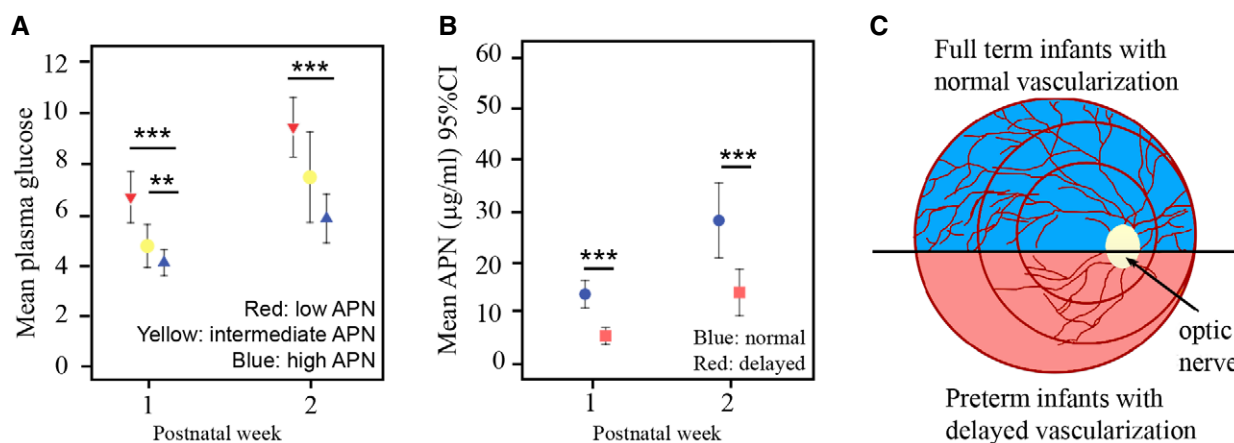 A
Mean plasma glucose
12
10
8
6
4
2
0
***
**
***
Red: low APN
Yellow: intermediate APN
Blue: high APN
1
2
Postnatal week
B
Mean APN (µg/ml) 95%CI
60
50
40
30
20
10
0
***
***
Blue: normal
Red: delayed
1
2
Postnatal week
C
Full term infants with
normal vascularization
optic
nerve
Preterm infants with
delayed vascularization